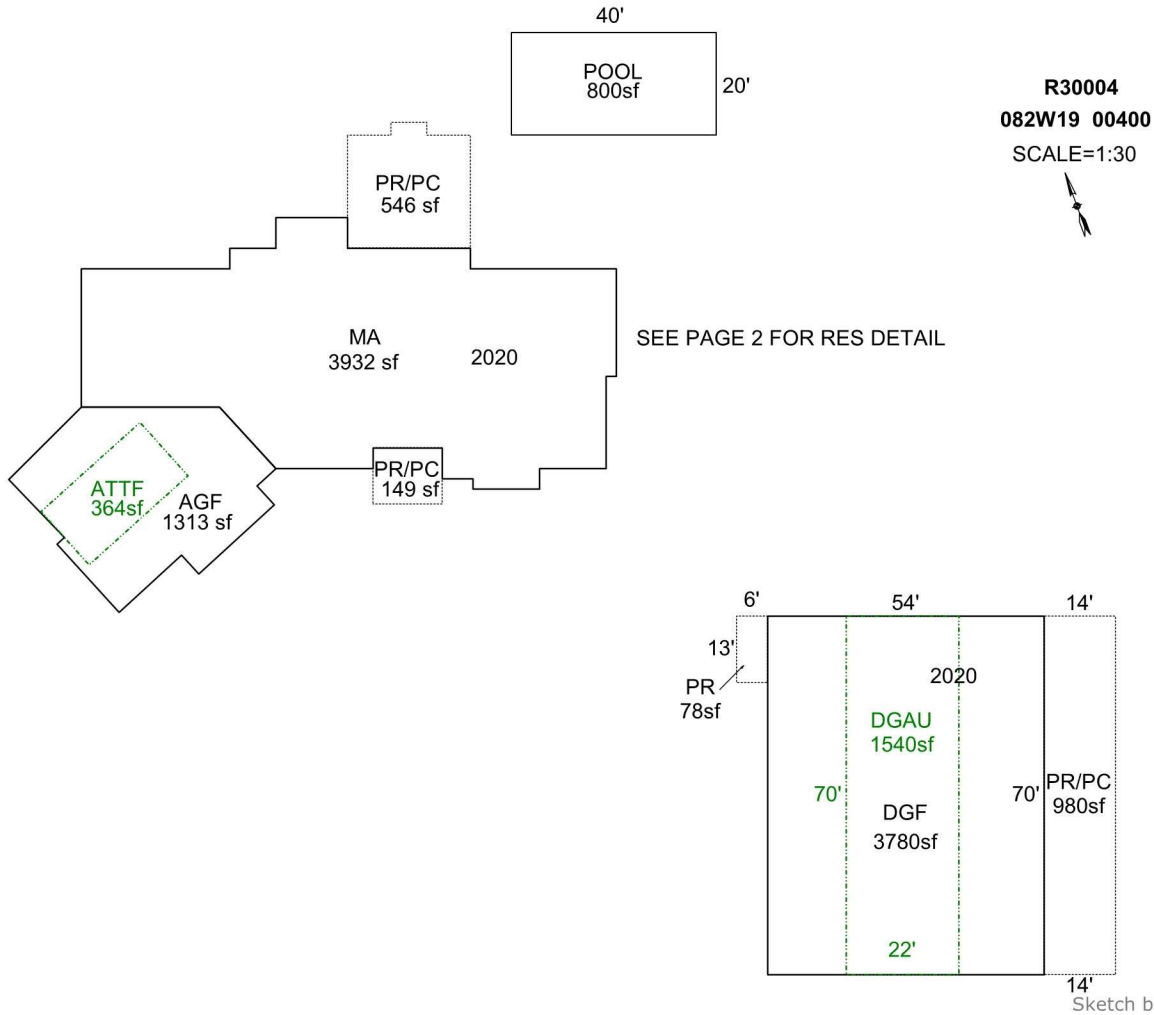 40'
POOL
800sf
20'
R30004
082W19 00400
SCALE=1:30
PR/PC
546 sf
MA
3932 sf
2020
SEE PAGE 2 FOR RES DETAIL
PR/PC
149 sf
ATTF
364sf
AGF
1313 sf
6'
54'
14'
13'
PR
78sf
2020
DGAU
1540sf
70'
DGF
3780sf
70'
PR/PC
980sf
22'
14'
Sketch b